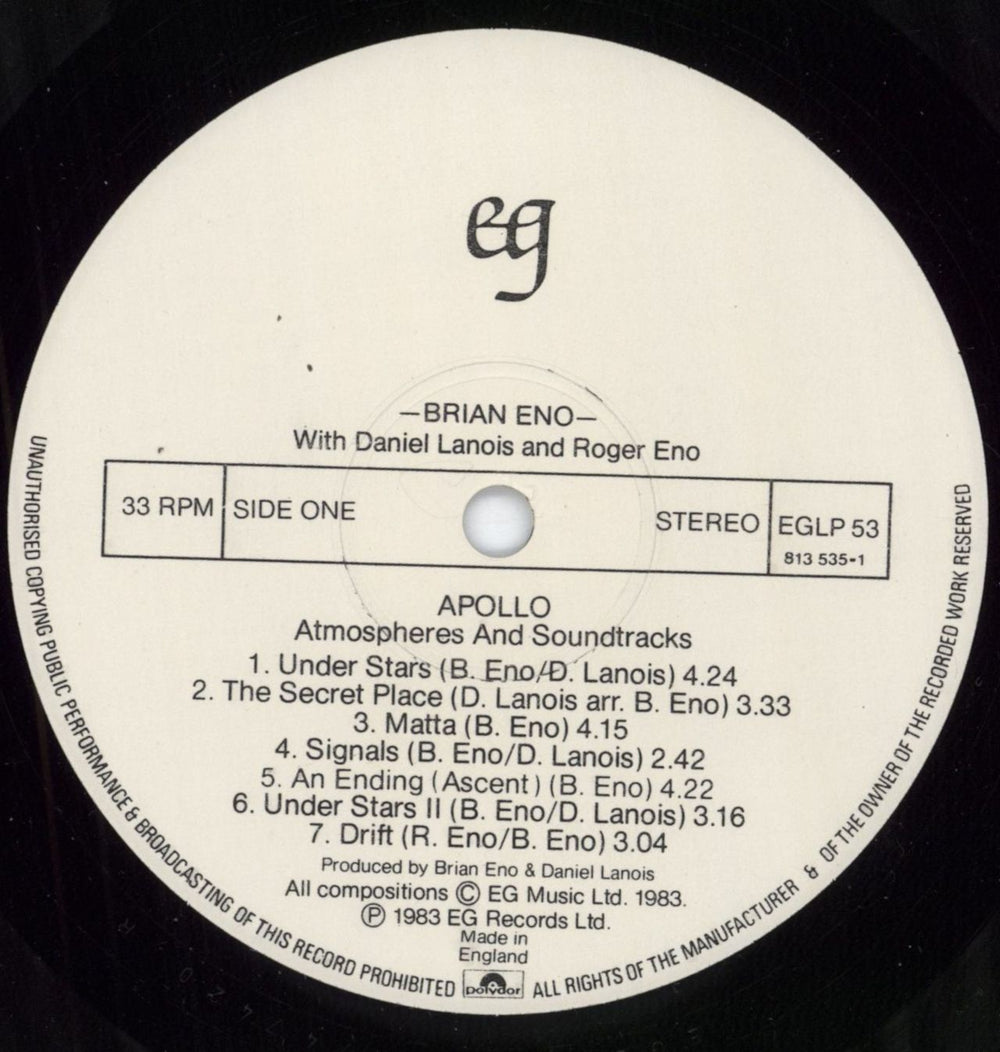 eg
—BRIAN ENO—
With Daniel Lanois and Roger Eno
33 RPM SIDE ONE STEREO EGLP 53
813 535-1
APOLLO
Atmospheres And Soundtracks
1. Under Stars (B. Eno/D. Lanois) 4.24
2. The Secret Place (D. Lanois arr. B. Eno) 3.33
3. Matta (B. Eno) 4.15
4. Signals (B. Eno/D. Lanois) 2.42
5. An Ending (Ascent) (B. Eno) 4.22
6. Under Stars II (B. Eno/D. Lanois) 3.16
7. Drift (R. Eno/B. Eno) 3.04
Produced by Brian Eno & Daniel Lanois
All compositions © EG Music Ltd. 1983.
℗ 1983 EG Records Ltd.
Made in
England
polydor
UNAUTHORISED COPYING PUBLIC PERFORMANCE & BROADCASTING OF THIS RECORD PROHIBITED
ALL RIGHTS OF THE MANUFACTURER & OF THE OWNER OF THE RECORDED WORK RESERVED